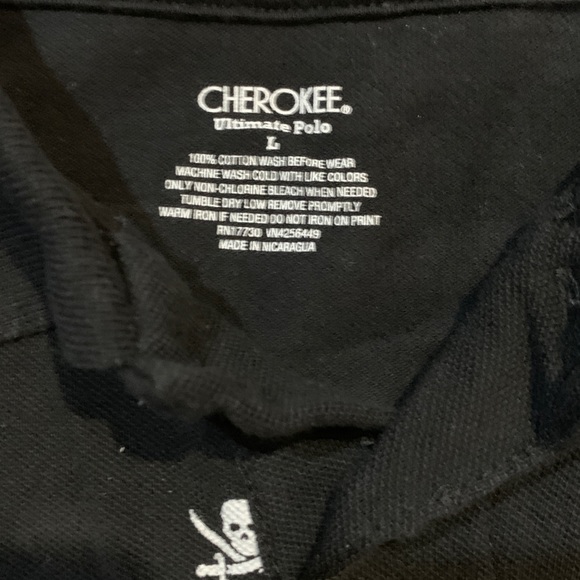 CHEROKEE®
Ultimate Polo
L
100% COTTON WASH BEFORE WEAR
MACHINE WASH COLD WITH LIKE COLORS
ONLY NON-CHLORINE BLEACH WHEN NEEDED
TUMBLE DRY LOW REMOVE PROMPTLY
WARM IRON IF NEEDED DO NOT IRON ON PRINT
RN17730 VN4256449
MADE IN NICARAGUA